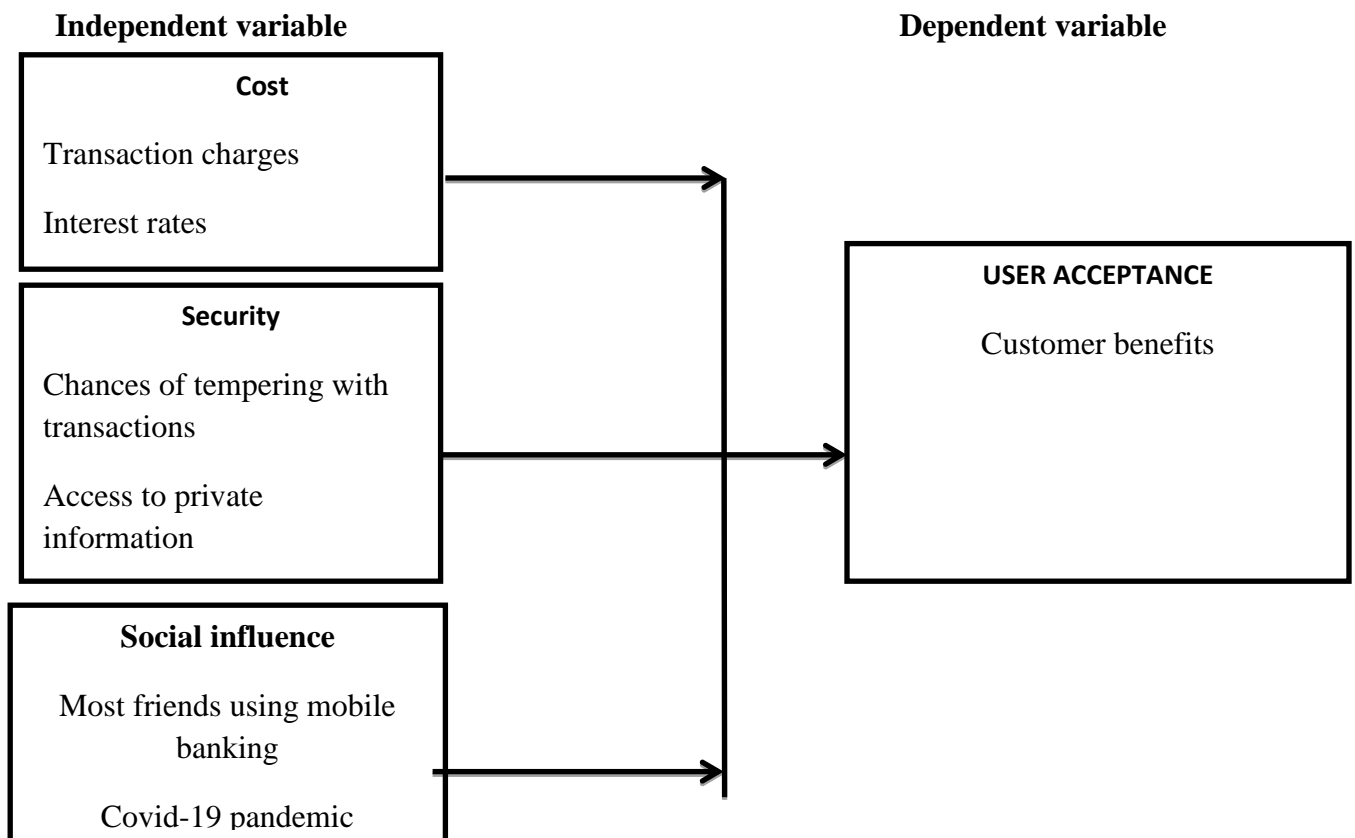 Independent variable
Dependent variable
Cost
Transaction charges
Interest rates
Security
Chances of tempering with
transactions
Access to private
information
Social influence
Most friends using mobile
banking
Covid-19 pandemic
USER ACCEPTANCE
Customer benefits